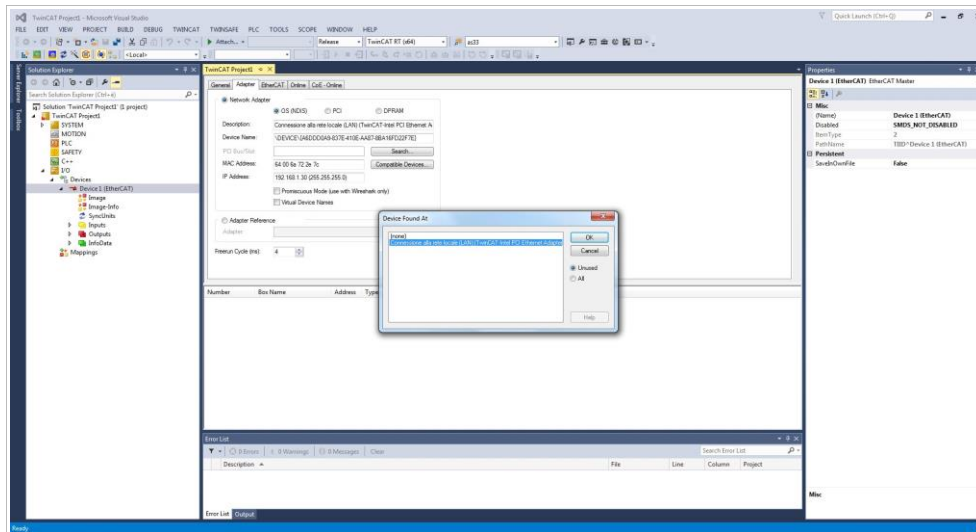 TwinCAT Project1 - Microsoft Visual Studio
Quick Launch (Ctrl+Q)
FILE EDIT VIEW PROJECT BUILD DEBUG TWINCAT TWINSAFE PLC TOOLS SCOPE WINDOW HELP
Attach... Release TwinCAT RT (x64) as33
<Local>
Server Explorer
Toolbox
Solution Explorer
Search Solution Explorer (Ctrl+è)
Solution 'TwinCAT Project1' (1 project)
TwinCAT Project1
SYSTEM
MOTION
PLC
SAFETY
C++
I/O
Devices
Device 1 (EtherCAT)
Image
Image-Info
SyncUnits
Inputs
Outputs
InfoData
Mappings
TwinCAT Project1
General Adapter EtherCAT Online CoE - Online
Network Adapter
OS (NDIS) PCI DPRAM
Description: Connessione alla rete locale (LAN) (TwinCAT-Intel PCI Ethernet A
Device Name:
PCI Bus/Slot: Search...
MAC Address: 64 00 6a 72 2e 7c Compatible Devices...
IP Address: 192.168.1.30 (255.255.255.0)
Promiscuous Mode (use with Wireshark only)
Virtual Device Names
Adapter Reference
Adapter:
Freerun Cycle (ms): 4
Number Box Name Address Type
Device Found At
(none)
Connessione alla rete locale (LAN) (TwinCAT-Intel PCI Ethernet Adapter
OK
Cancel
Unused
All
Help
Error List
0 Errors 0 Warnings 0 Messages Clear
Search Error List
Description File Line Column Project
Error List Output
Properties
Device 1 (EtherCAT) EtherCAT Master
Misc
(Name) Device 1 (EtherCAT)
Disabled SMDS_NOT_DISABLED
ItemType 2
PathName TIID^Device 1 (EtherCAT)
Persistent
SaveInOwnFile False
Misc
Ready